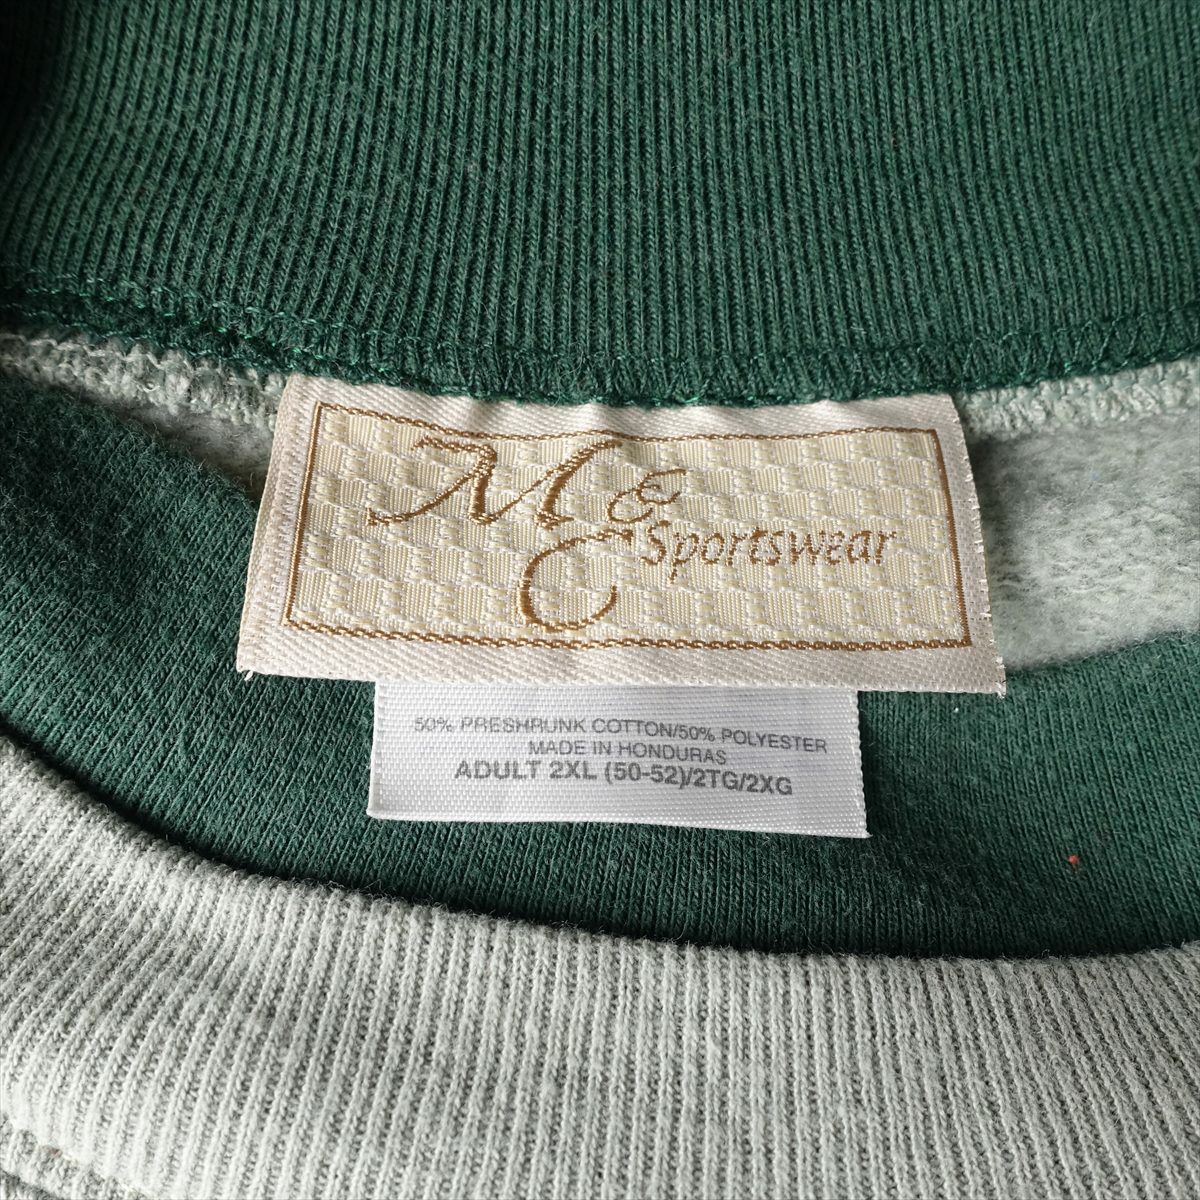 M & C Sportswear
50% PRESHRUNK COTTON/50% POLYESTER
MADE IN HONDURAS
ADULT 2XL (50-52)/2TG/2XG